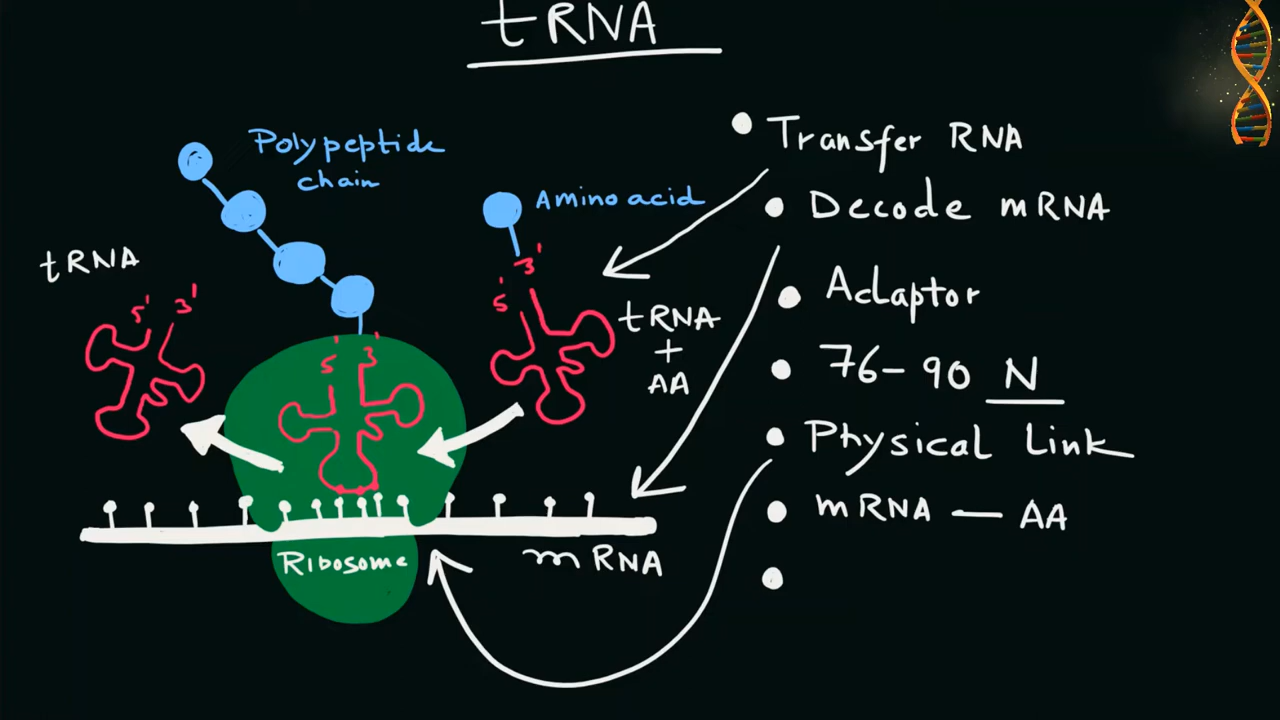 tRNA
Polypeptide
chain
Amino acid
tRNA
5' 3'
5' 3'
5' 3'
tRNA
+
AA
Ribosome
mRNA
• Transfer RNA
• Decode mRNA
• Adaptor
• 76-90 N
• Physical Link
• mRNA — AA
•